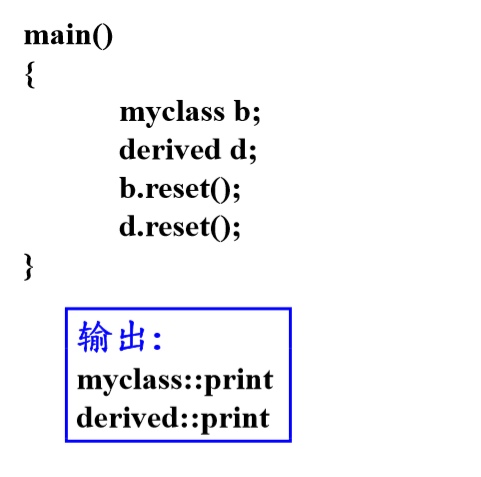 main()
{
myclass b;
derived d;
b.reset();
d.reset();
}
输出:
myclass::print
derived::print